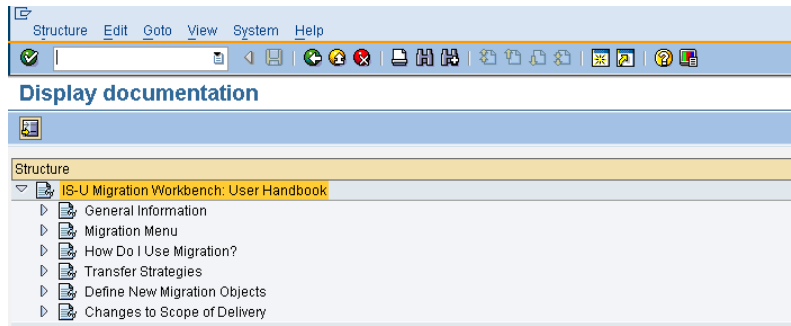 Structure Edit Goto View System Help
Display documentation
Structure
IS-U Migration Workbench: User Handbook
General Information
Migration Menu
How Do I Use Migration?
Transfer Strategies
Define New Migration Objects
Changes to Scope of Delivery